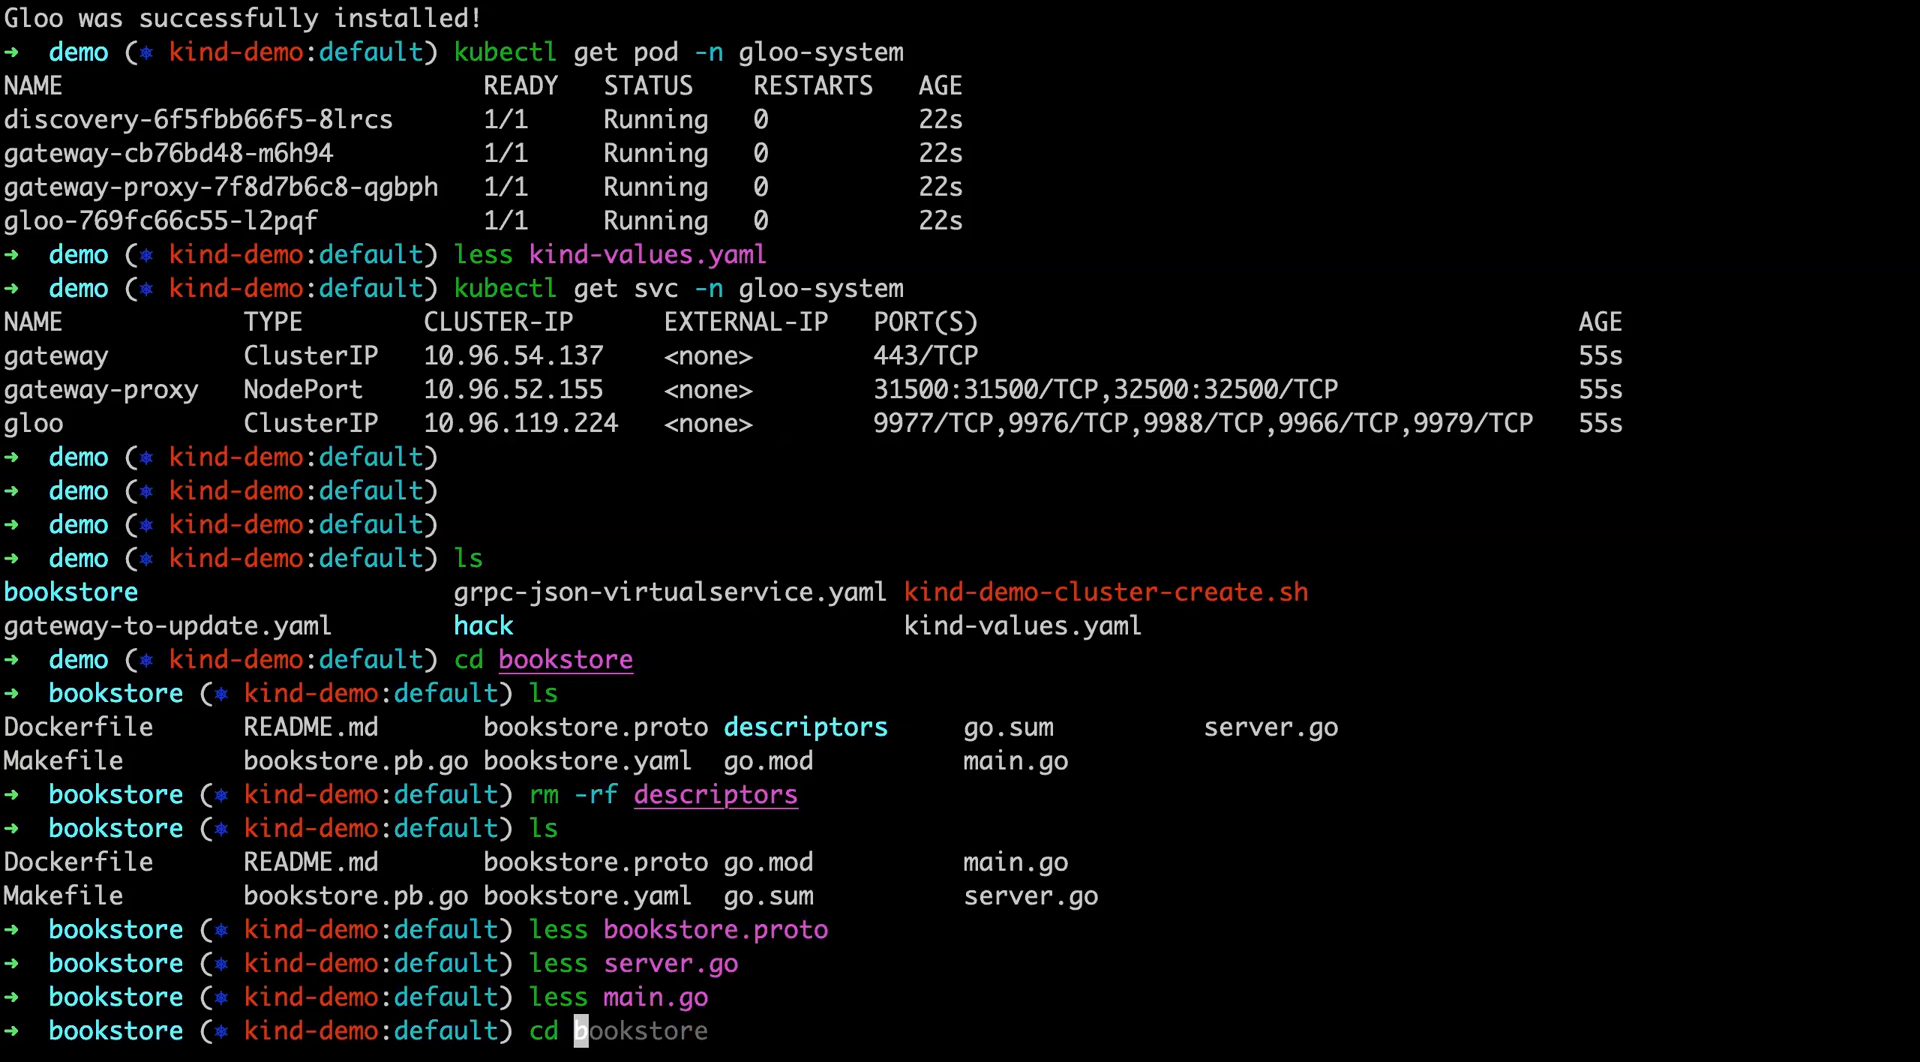 Gloo was successfully installed!
➜  demo (⎈ kind-demo:default) kubectl get pod -n gloo-system
NAME                            READY   STATUS    RESTARTS   AGE
discovery-6f5fbb66f5-8lrcs      1/1     Running   0          22s
gateway-cb76bd48-m6h94          1/1     Running   0          22s
gateway-proxy-7f8d7b6c8-qgbph   1/1     Running   0          22s
gloo-769fc66c55-l2pqf           1/1     Running   0          22s
➜  demo (⎈ kind-demo:default) less kind-values.yaml
➜  demo (⎈ kind-demo:default) kubectl get svc -n gloo-system
NAME            TYPE        CLUSTER-IP      EXTERNAL-IP   PORT(S)                                        AGE
gateway         ClusterIP   10.96.54.137    <none>        443/TCP                                        55s
gateway-proxy   NodePort    10.96.52.155    <none>        31500:31500/TCP,32500:32500/TCP                55s
gloo            ClusterIP   10.96.119.224   <none>        9977/TCP,9976/TCP,9988/TCP,9966/TCP,9979/TCP   55s
➜  demo (⎈ kind-demo:default)
➜  demo (⎈ kind-demo:default)
➜  demo (⎈ kind-demo:default)
➜  demo (⎈ kind-demo:default) ls
bookstore                     grpc-json-virtualservice.yaml kind-demo-cluster-create.sh
gateway-to-update.yaml        hack                          kind-values.yaml
➜  demo (⎈ kind-demo:default) cd bookstore
➜  bookstore (⎈ kind-demo:default) ls
Dockerfile      README.md       bookstore.proto descriptors     go.sum          server.go
Makefile        bookstore.pb.go bookstore.yaml  go.mod          main.go
➜  bookstore (⎈ kind-demo:default) rm -rf descriptors
➜  bookstore (⎈ kind-demo:default) ls
Dockerfile      README.md       bookstore.proto go.mod          main.go
Makefile        bookstore.pb.go bookstore.yaml  go.sum          server.go
➜  bookstore (⎈ kind-demo:default) less bookstore.proto
➜  bookstore (⎈ kind-demo:default) less server.go
➜  bookstore (⎈ kind-demo:default) less main.go
➜  bookstore (⎈ kind-demo:default) cd bookstore